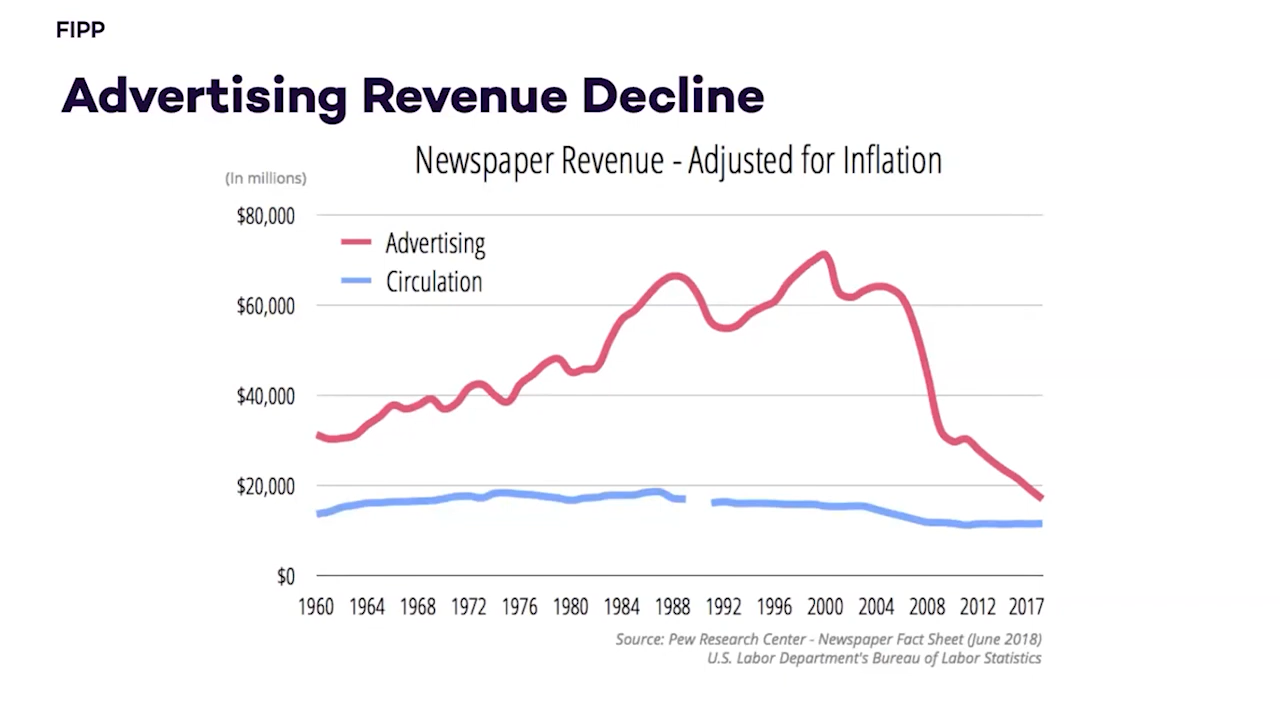 FIPP
Advertising Revenue Decline
Newspaper Revenue - Adjusted for Inflation
(In millions)
$80,000
Advertising
Circulation
$60,000
$40,000
$20,000
$0
1960 1964 1968 1972 1976 1980 1984 1988 1992 1996 2000 2004 2008 2012 2017
Source: Pew Research Center - Newspaper Fact Sheet (June 2018)
U.S. Labor Department's Bureau of Labor Statistics